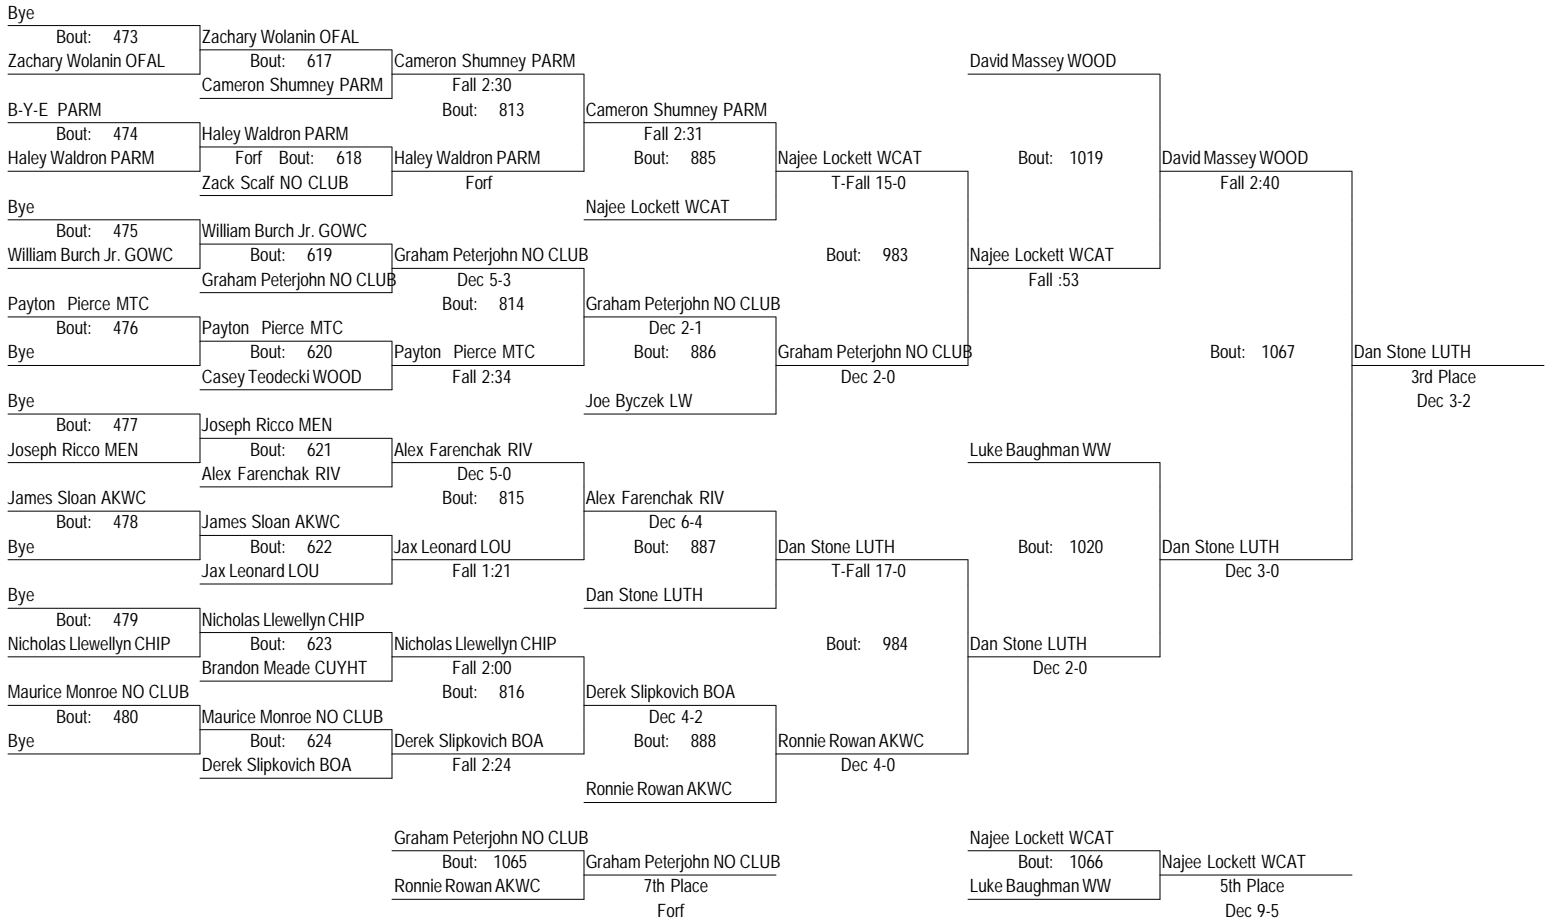 Bye
Bout: 473
Zachary Wolanin OFAL
Zachary Wolanin OFAL
Bout: 617
Cameron Shumney PARM
Cameron Shumney PARM
Fall 2:30
Bout: 813
B-Y-E PARM
Bout: 474
Haley Waldron PARM
Haley Waldron PARM
Forf Bout: 618
Zack Scalf NO CLUB
Haley Waldron PARM
Forf
Cameron Shumney PARM
Fall 2:31
Bout: 885
Najee Lockett WCAT
Bye
Bout: 475
William Burch Jr. GOWC
William Burch Jr. GOWC
Bout: 619
Graham Peterjohn NO CLUB
Graham Peterjohn NO CLUB
Dec 5-3
Bout: 814
Payton Pierce MTC
Bout: 476
Bye
Payton Pierce MTC
Bout: 620
Casey Teodecki WOOD
Payton Pierce MTC
Fall 2:34
Graham Peterjohn NO CLUB
Dec 2-1
Bout: 886
Joe Byczek LW
Najee Lockett WCAT
T-Fall 15-0
Bout: 983
Graham Peterjohn NO CLUB
Dec 2-0
David Massey WOOD
Bout: 1019
Najee Lockett WCAT
Fall :53
David Massey WOOD
Fall 2:40
Bye
Bout: 477
Joseph Ricco MEN
Joseph Ricco MEN
Bout: 621
Alex Farenchak RIV
Alex Farenchak RIV
Dec 5-0
Bout: 815
James Sloan AKWC
Bout: 478
Bye
James Sloan AKWC
Bout: 622
Jax Leonard LOU
Jax Leonard LOU
Fall 1:21
Alex Farenchak RIV
Dec 6-4
Bout: 887
Dan Stone LUTH
Bye
Bout: 479
Nicholas Llewellyn CHIP
Nicholas Llewellyn CHIP
Bout: 623
Brandon Meade CUYHT
Nicholas Llewellyn CHIP
Fall 2:00
Bout: 816
Maurice Monroe NO CLUB
Bout: 480
Bye
Maurice Monroe NO CLUB
Bout: 624
Derek Slipkovich BOA
Derek Slipkovich BOA
Fall 2:24
Derek Slipkovich BOA
Dec 4-2
Bout: 888
Ronnie Rowan AKWC
Dan Stone LUTH
T-Fall 17-0
Bout: 984
Ronnie Rowan AKWC
Dec 4-0
Luke Baughman WW
Bout: 1020
Dan Stone LUTH
Dec 2-0
Dan Stone LUTH
Dec 3-0
Bout: 1067
Dan Stone LUTH
3rd Place
Dec 3-2
Graham Peterjohn NO CLUB
Bout: 1065
Ronnie Rowan AKWC
Graham Peterjohn NO CLUB
7th Place
Forf
Najee Lockett WCAT
Bout: 1066
Luke Baughman WW
Najee Lockett WCAT
5th Place
Dec 9-5